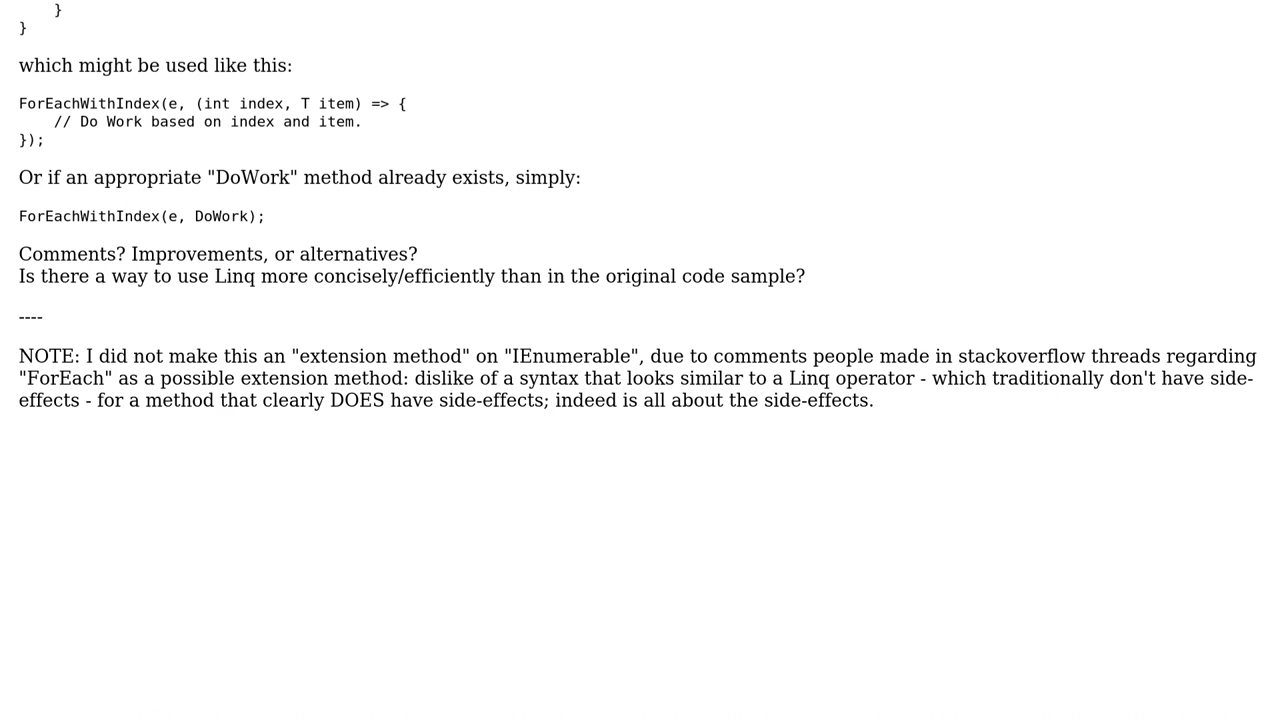 }
}
which might be used like this:
ForEachWithIndex(e, (int index, T item) => {
    // Do Work based on index and item.
});
Or if an appropriate "DoWork" method already exists, simply:
ForEachWithIndex(e, DoWork);
Comments? Improvements, or alternatives?
Is there a way to use Linq more concisely/efficiently than in the original code sample?
----
NOTE: I did not make this an "extension method" on "IEnumerable", due to comments people made in stackoverflow threads regarding
"ForEach" as a possible extension method: dislike of a syntax that looks similar to a Linq operator - which traditionally don't have side-
effects - for a method that clearly DOES have side-effects; indeed is all about the side-effects.